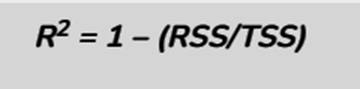 R² = 1 – (RSS/TSS)